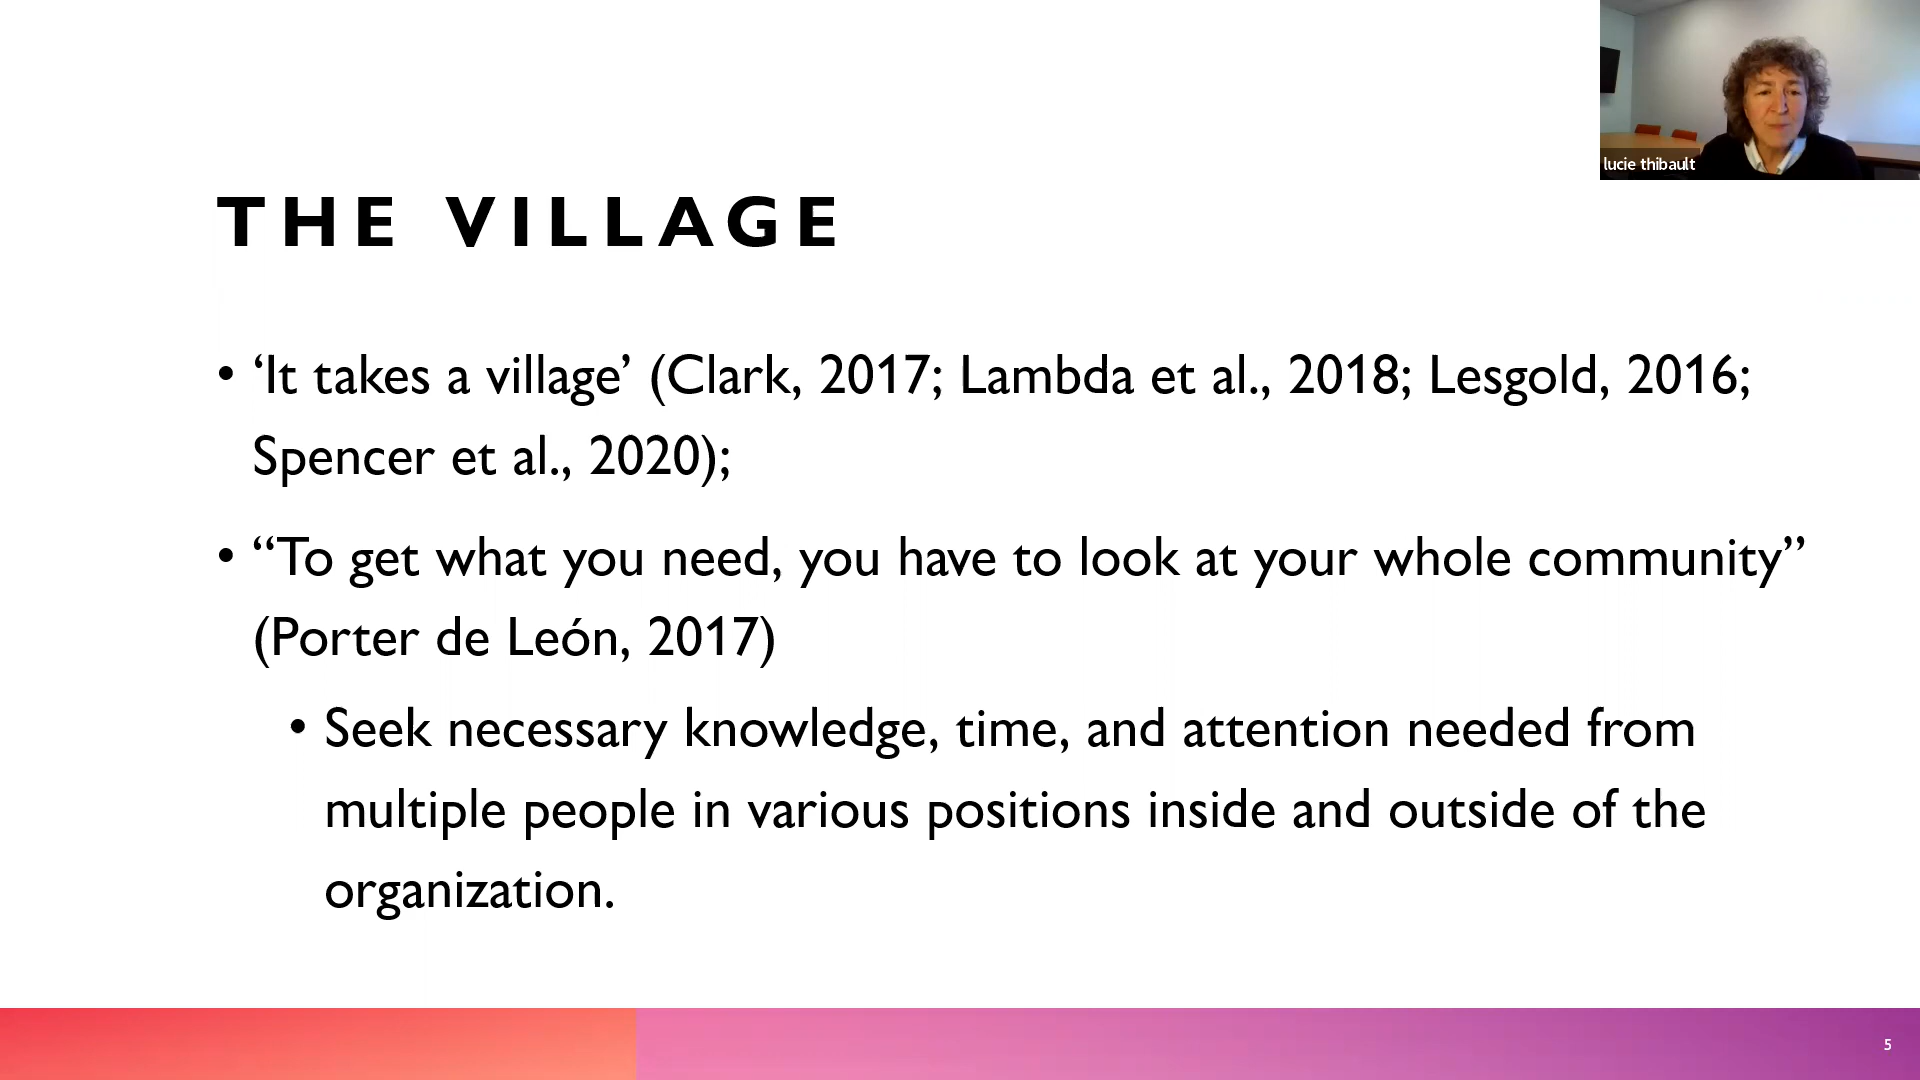 lucie thibault
THE VILLAGE
• ‘It takes a village’ (Clark, 2017; Lambda et al., 2018; Lesgold, 2016;
Spencer et al., 2020);
• “To get what you need, you have to look at your whole community”
(Porter de León, 2017)
• Seek necessary knowledge, time, and attention needed from
multiple people in various positions inside and outside of the
organization.
5